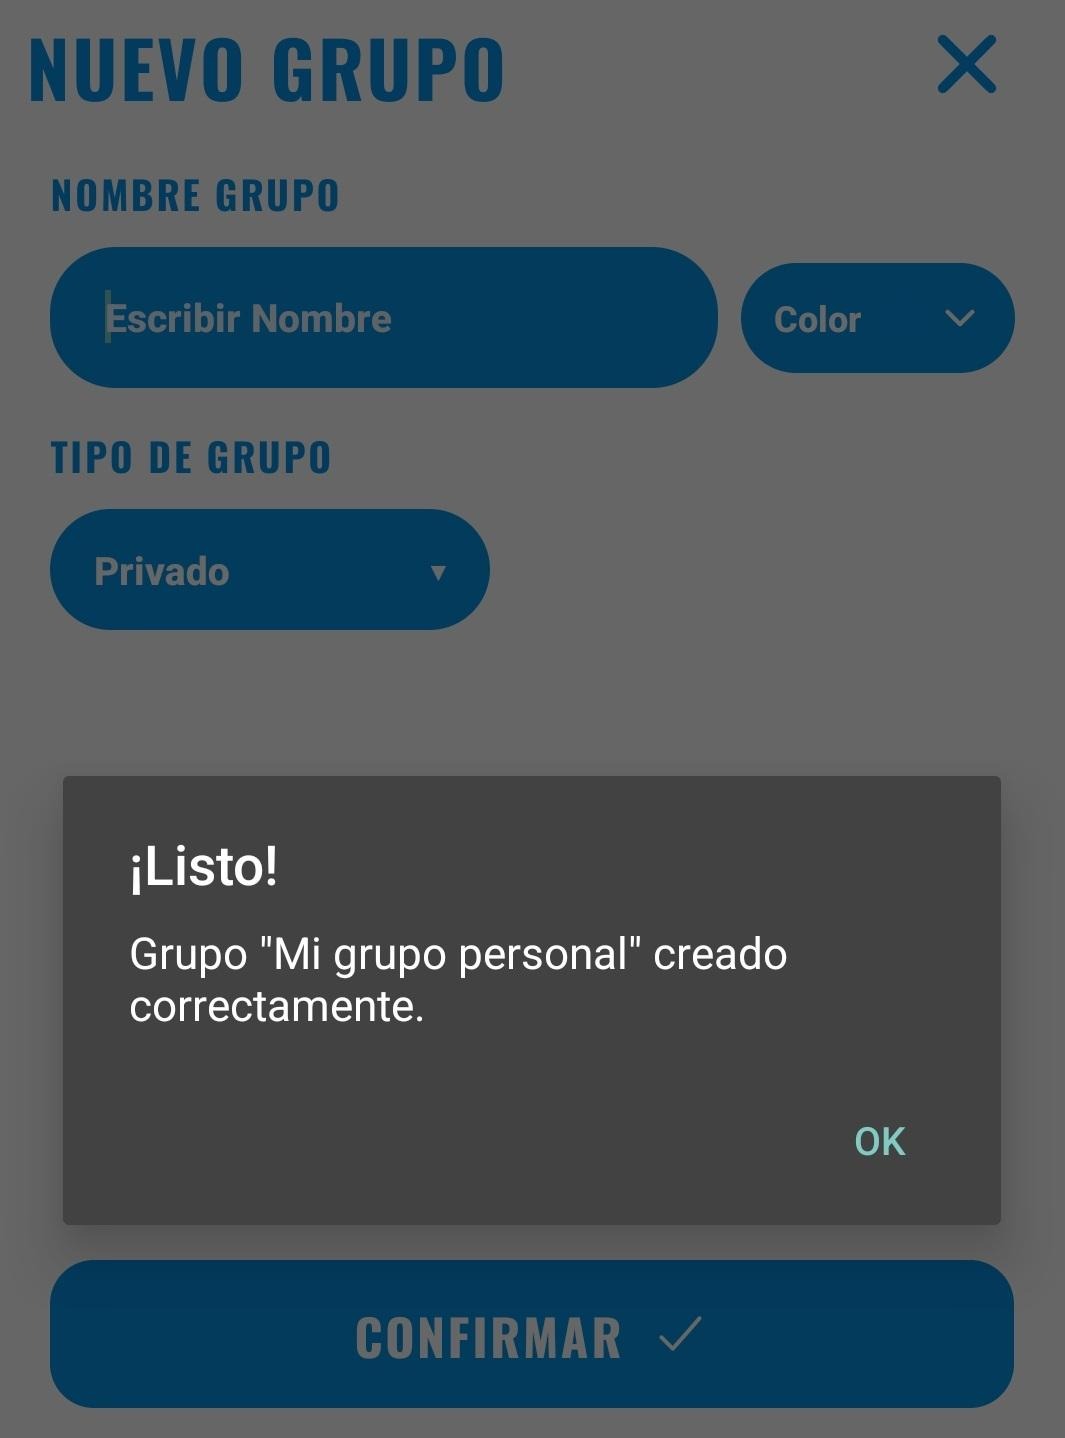 NUEVO GRUPO
NOMBRE GRUPO
Escribir Nombre
Color
TIPO DE GRUPO
Privado
¡Listo!
Grupo "Mi grupo personal" creado
correctamente.
OK
CONFIRMAR